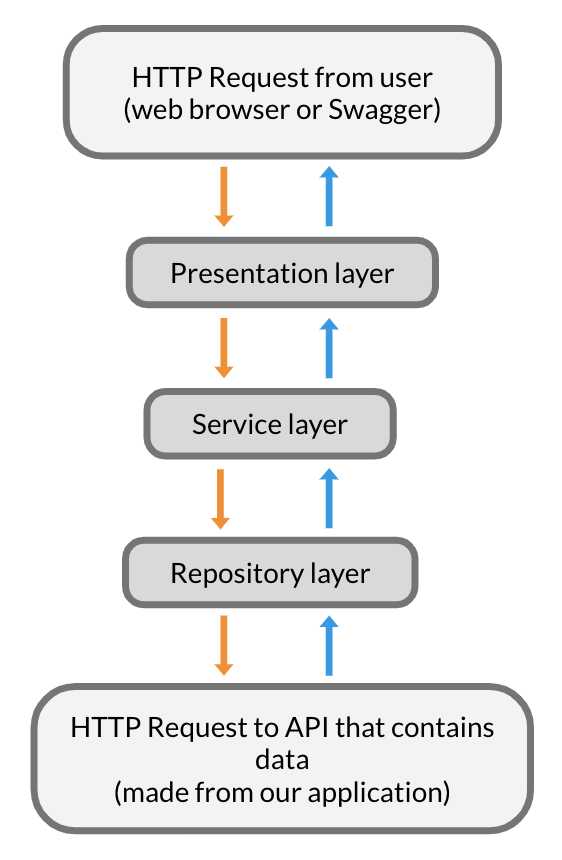 HTTP Request from user
(web browser or Swagger)
Presentation layer
Service layer
Repository layer
HTTP Request to API that contains
data
(made from our application)